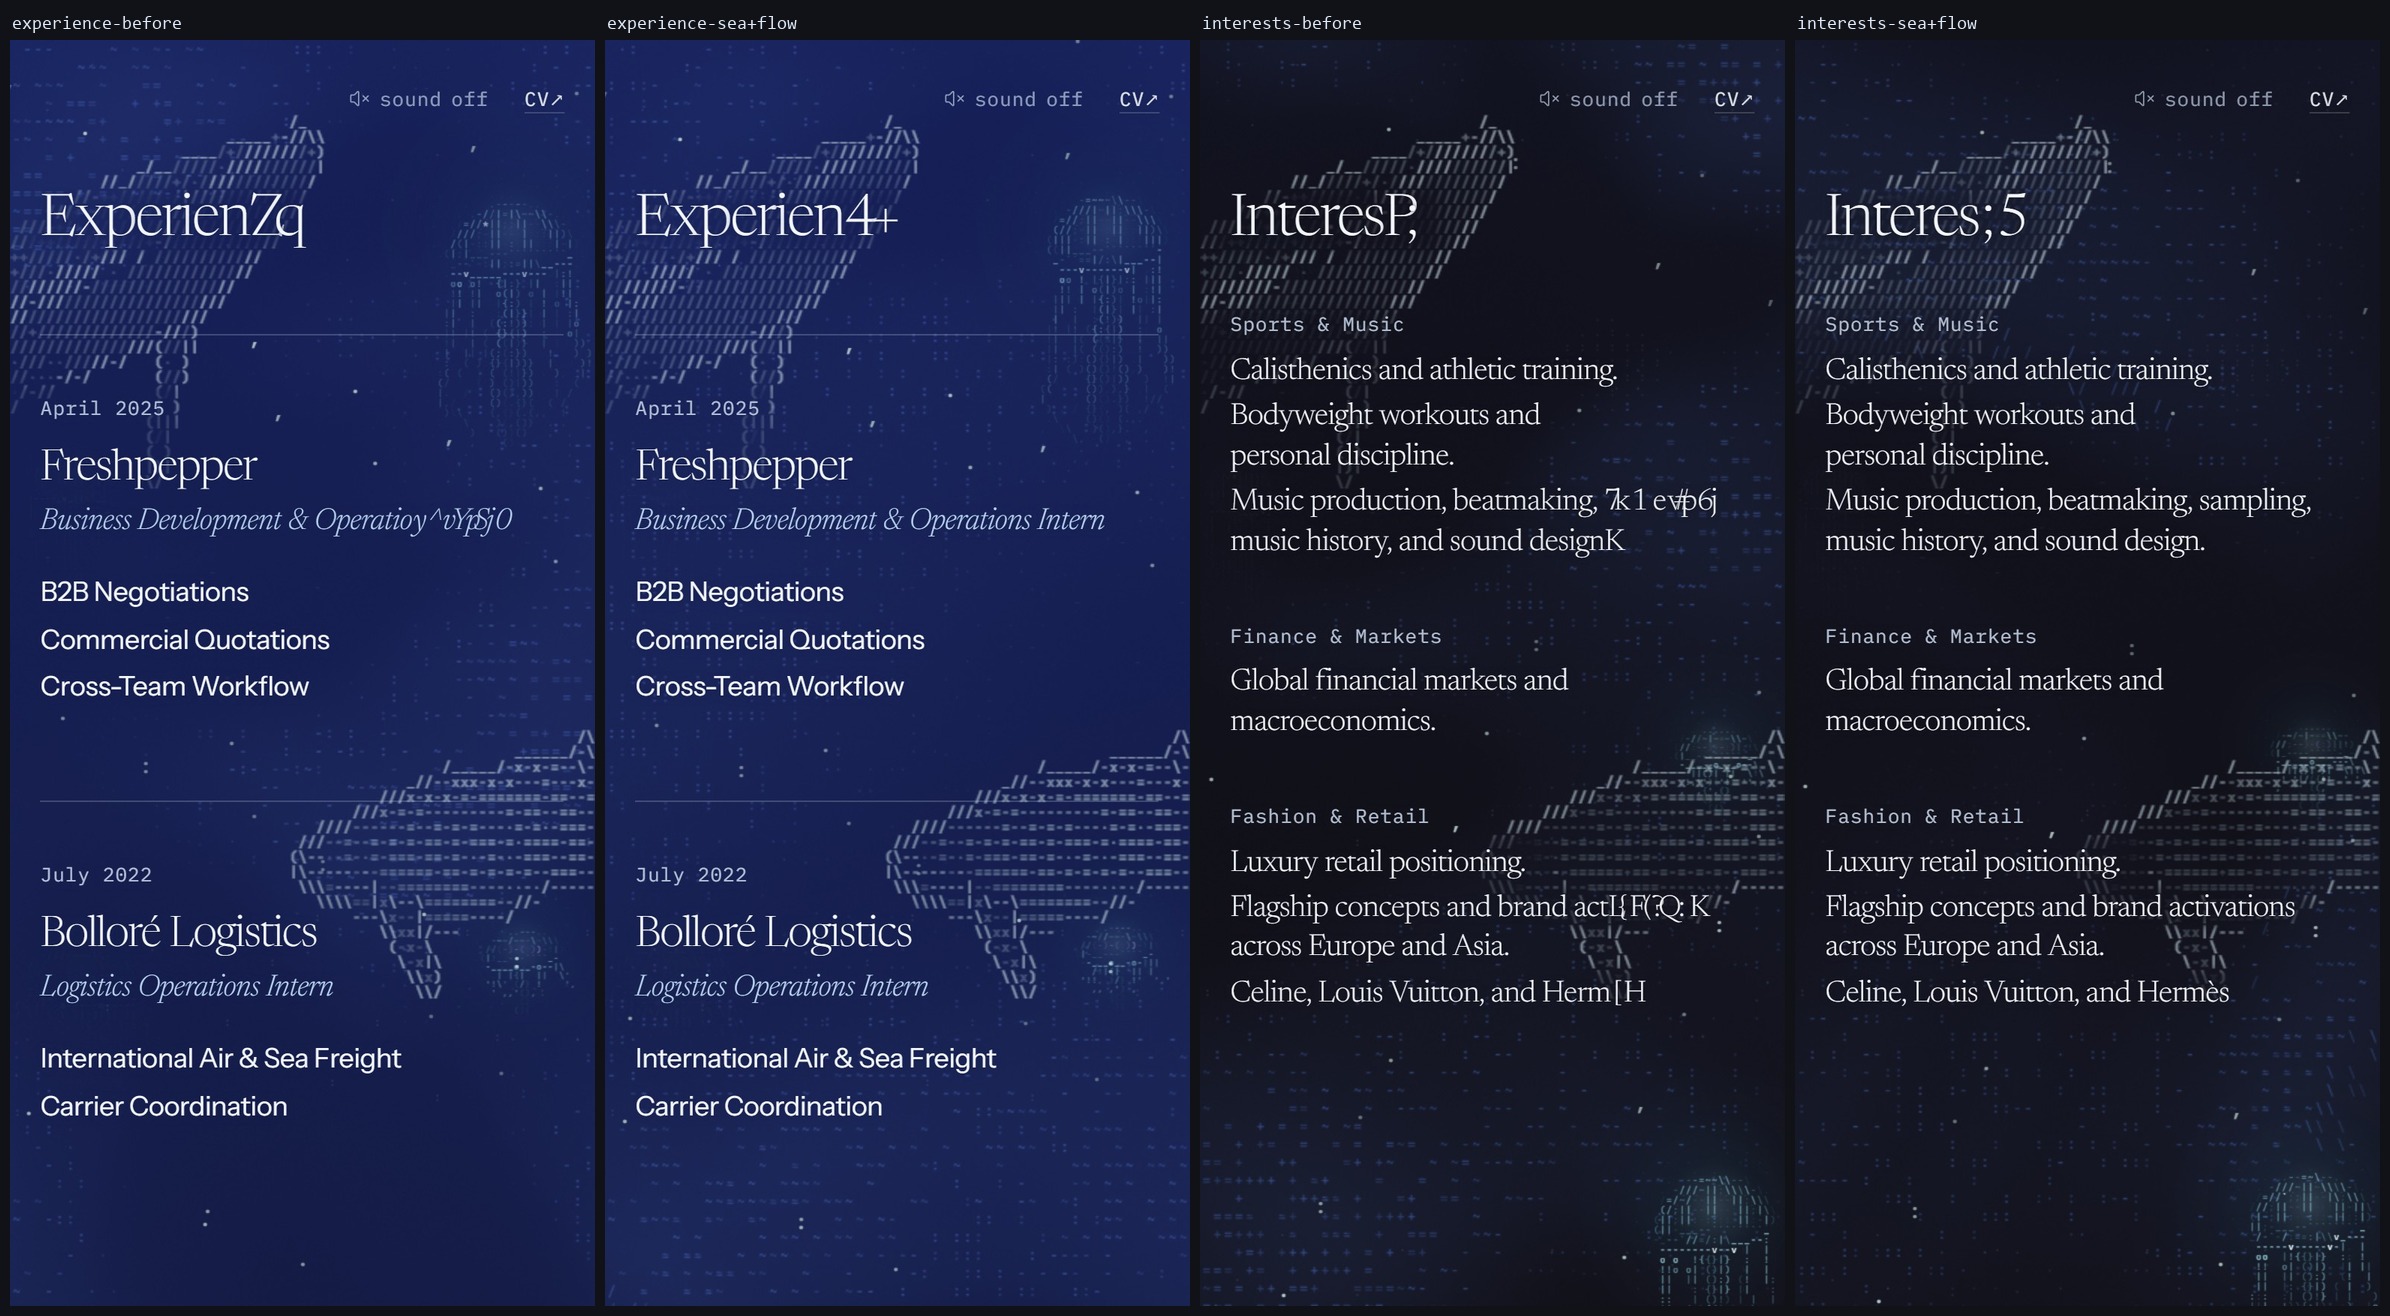 experience-before
sound off CV↗
ExperienZq
April 2025
Freshpepper
Business Development & Operatioy^vYpSj0
B2B Negotiations
Commercial Quotations
Cross-Team Workflow
July 2022
Bolloré Logistics
Logistics Operations Intern
International Air & Sea Freight
Carrier Coordination
experience-sea+flow
sound off CV↗
Experien4+
April 2025
Freshpepper
Business Development & Operations Intern
B2B Negotiations
Commercial Quotations
Cross-Team Workflow
July 2022
Bolloré Logistics
Logistics Operations Intern
International Air & Sea Freight
Carrier Coordination
interests-before
sound off CV↗
InteresP;
Sports & Music
Calisthenics and athletic training.
Bodyweight workouts and
personal discipline.
Music production, beatmaking,
music history, and sound designK
Finance & Markets
Global financial markets and
macroeconomics.
Fashion & Retail
Luxury retail positioning.
Flagship concepts and brand
across Europe and Asia.
Celine, Louis Vuitton, and Herm[H
interests-sea+flow
sound off CV↗
Interes;5
Sports & Music
Calisthenics and athletic training.
Bodyweight workouts and
personal discipline.
Music production, beatmaking, sampling,
music history, and sound design.
Finance & Markets
Global financial markets and
macroeconomics.
Fashion & Retail
Luxury retail positioning.
Flagship concepts and brand activations
across Europe and Asia.
Celine, Louis Vuitton, and Hermès